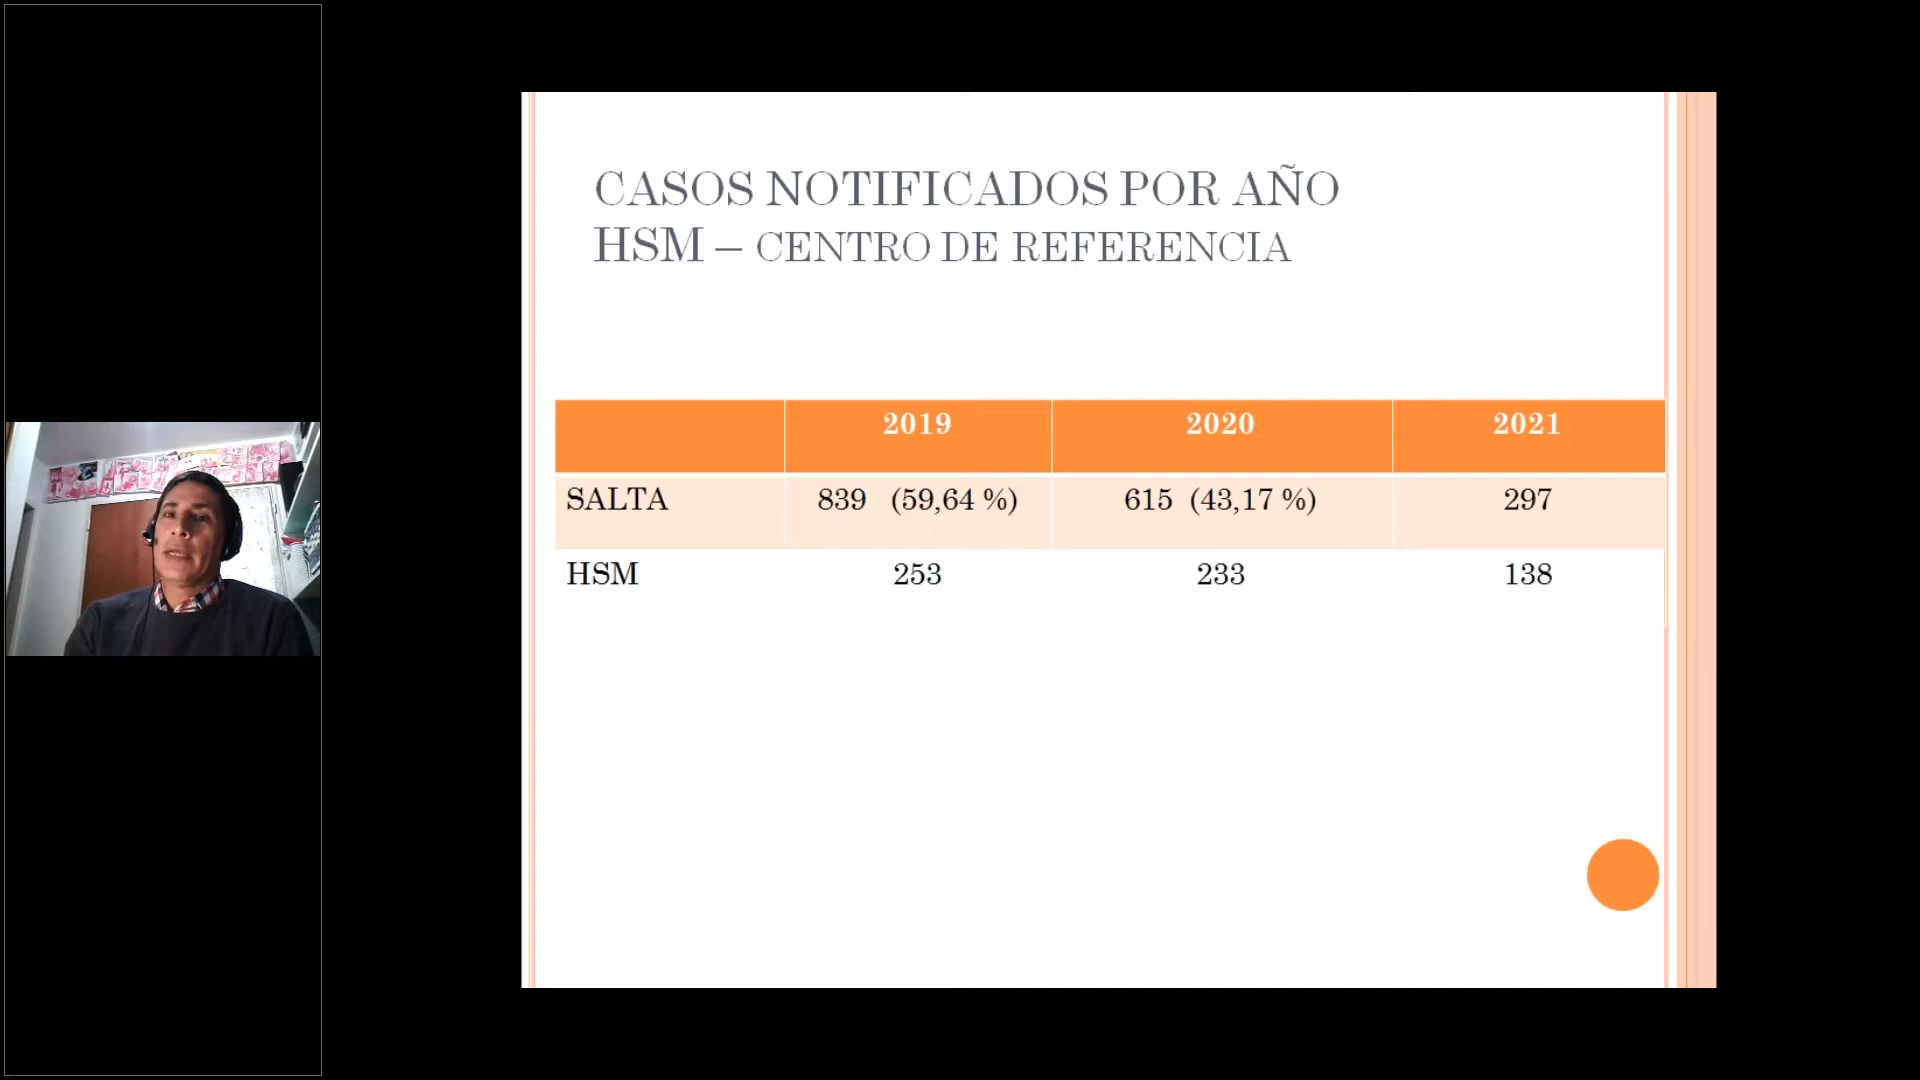 CASOS NOTIFICADOS POR AÑO
HSM – CENTRO DE REFERENCIA
2019 2020 2021
SALTA 839 (59,64 %) 615 (43,17 %) 297
HSM 253 233 138